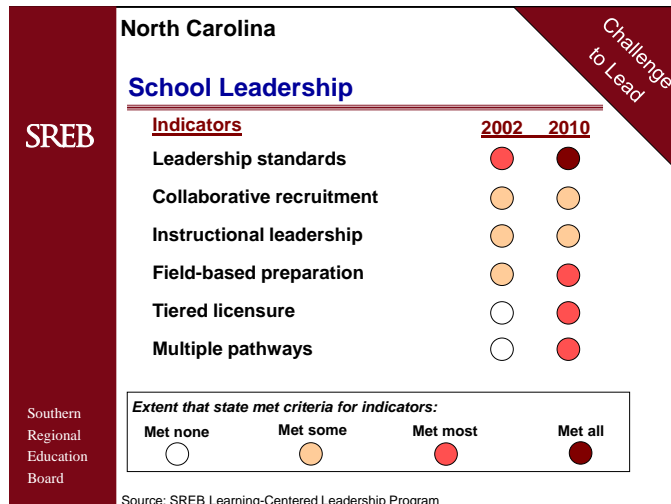 North Carolina
Challenge
to Lead
School Leadership
SREB
Indicators 2002 2010
Leadership standards
Collaborative recruitment
Instructional leadership
Field-based preparation
Tiered licensure
Multiple pathways
Extent that state met criteria for indicators:
Met none Met some Met most Met all
Southern
Regional
Education
Board
Source: SREB Learning-Centered Leadership Program